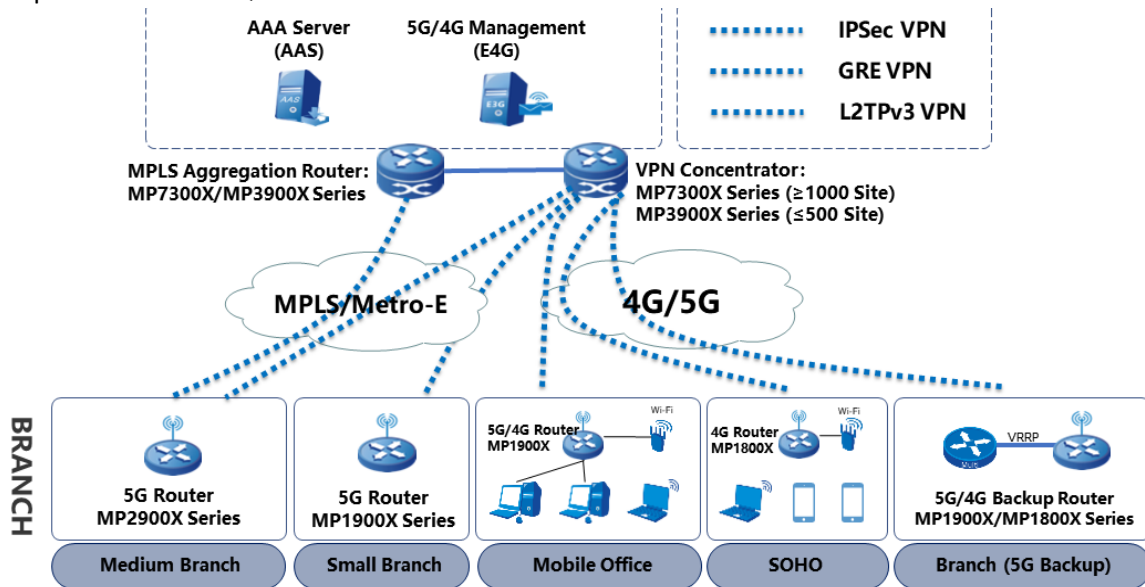 AAA Server
(AAS)
5G/4G Management
(E4G)
IPSec VPN
GRE VPN
L2TPv3 VPN
AAS
E3G
MPLS Aggregation Router:
MP7300X/MP3900X Series
VPN Concentrator:
MP7300X Series (≥1000 Site)
MP3900X Series (≤500 Site)
MPLS/Metro-E
4G/5G
BRANCH
5G Router
MP2900X Series
Medium Branch
5G Router
MP1900X Series
Small Branch
5G/4G Router
MP1900X
Wi-Fi
Mobile Office
4G Router
MP1800X
Wi-Fi
SOHO
VRRP
5G/4G Backup Router
MP1900X/MP1800X Series
Branch (5G Backup)